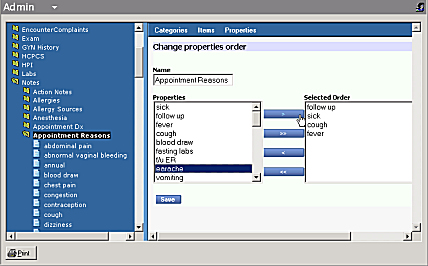 Admin
Categories Items Properties
EncounterComplaints
Exam
GYN History
HCPCS
HPI
Labs
Notes
Action Notes
Allergies
Allergy Sources
Anesthesia
Appointment Dx
Appointment Reasons
abdominal pain
abnormal vaginal bleeding
annual
blood draw
chest pain
congestion
contraception
cough
dizziness
Change properties order
Name
Appointment Reasons
Properties
sick
follow up
fever
cough
blood draw
fasting labs
f/u ER
earache
vomiting
>
>>
<
<<
Selected Order
follow up
sick
cough
fever
Save
Print